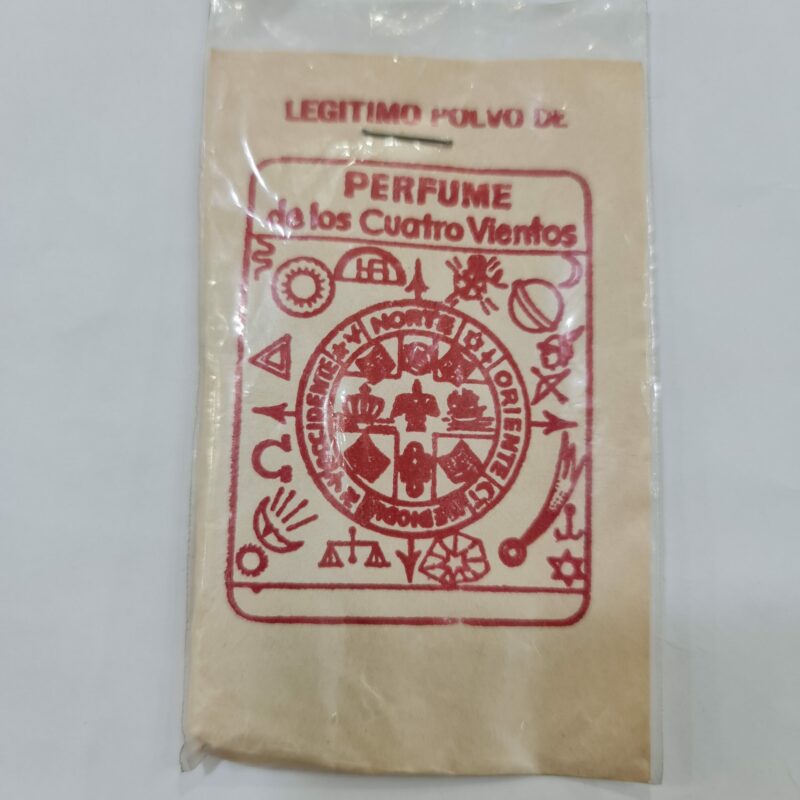 LEGITIMO POLVO DE
PERFUME
de los Cuatro Vientos
NORTE
ORIENTE
OCCIDENTE